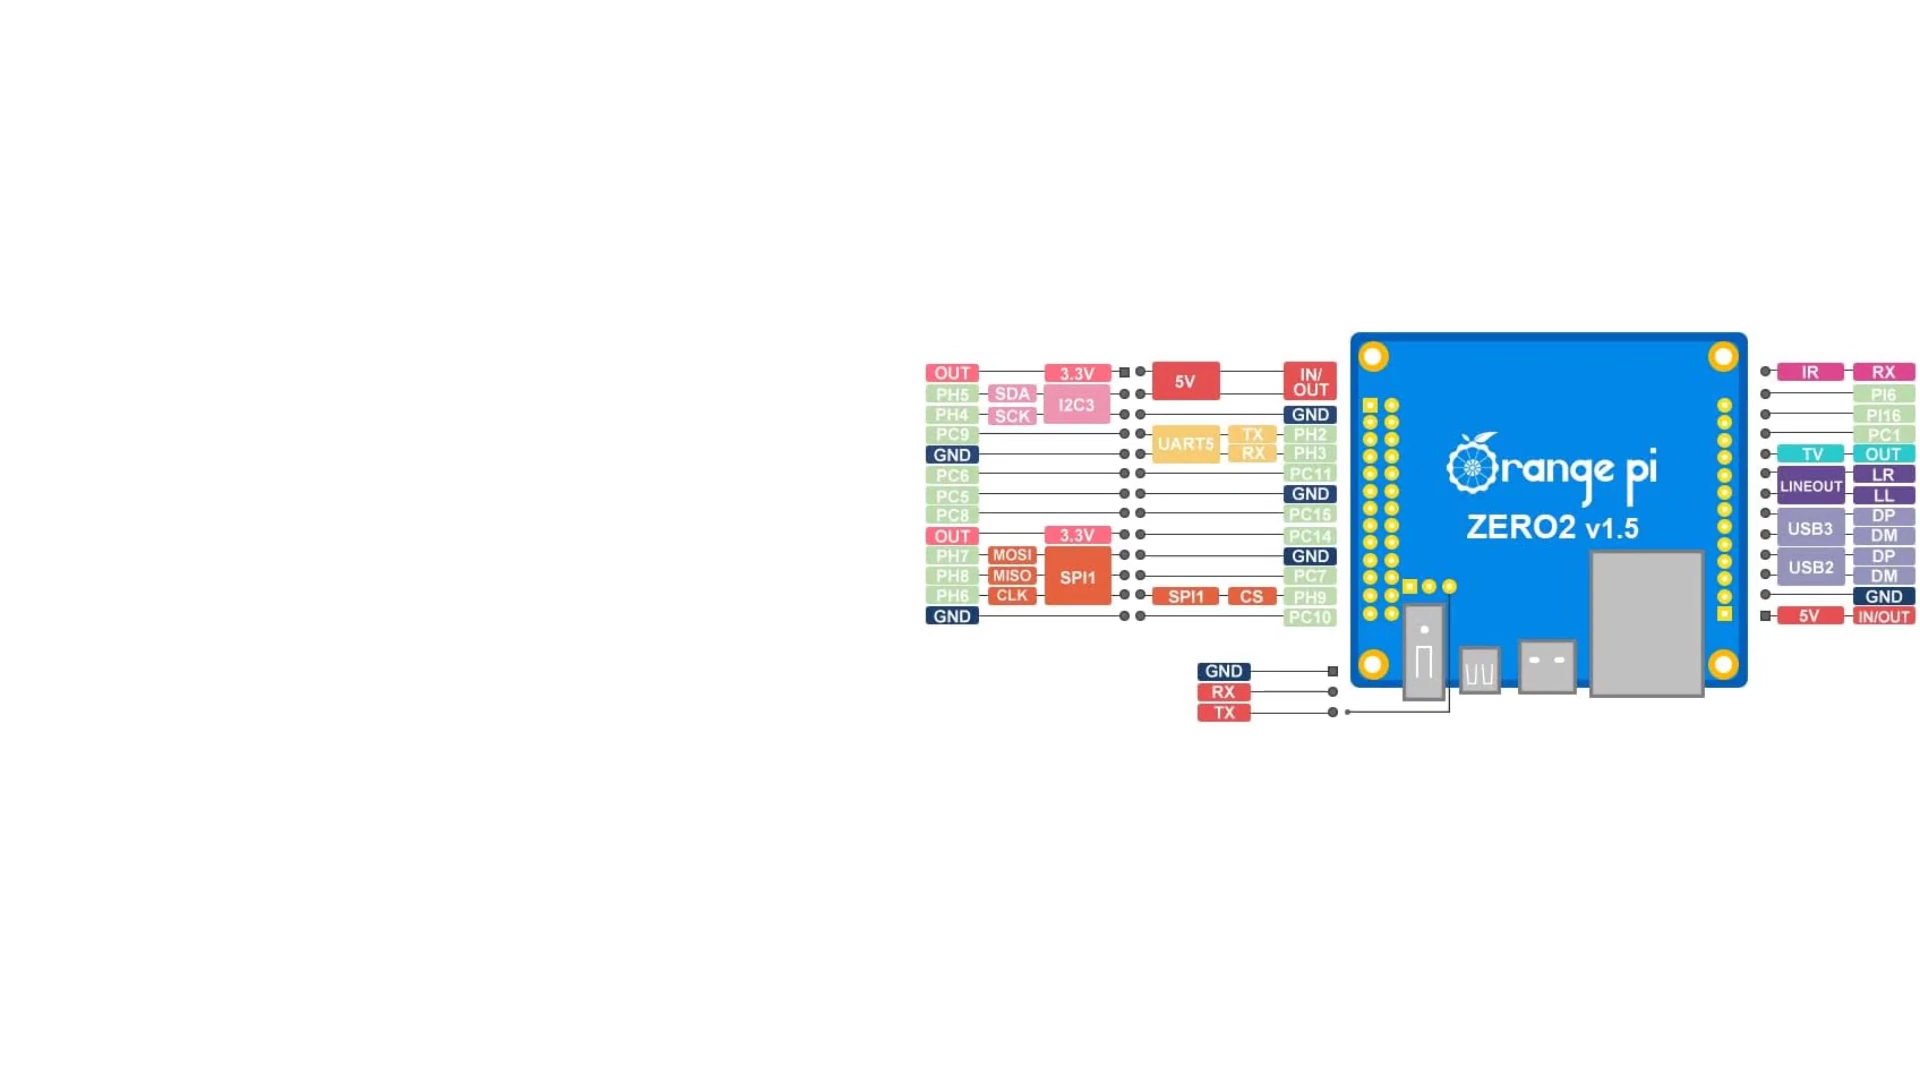 OUT 3.3V 5V IN/ OUT IR RX
PH5 SDA I2C3 PI6
PH4 SCK GND PI16
PC9 UART5 TX PH2 PC1
GND RX PH3 TV OUT
PC6 PC11 LINEOUT LR
PC5 GND LL
PC8 PC15 USB3 DP
OUT 3.3V PC14 DM
PH7 MOSI SPI1 GND USB2 DP
PH8 MISO PC7 DM
PH6 CLK SPI1 CS PH9 GND
GND PC10 5V IN/OUT
Orange pi
ZERO2 v1.5
GND
RX
TX